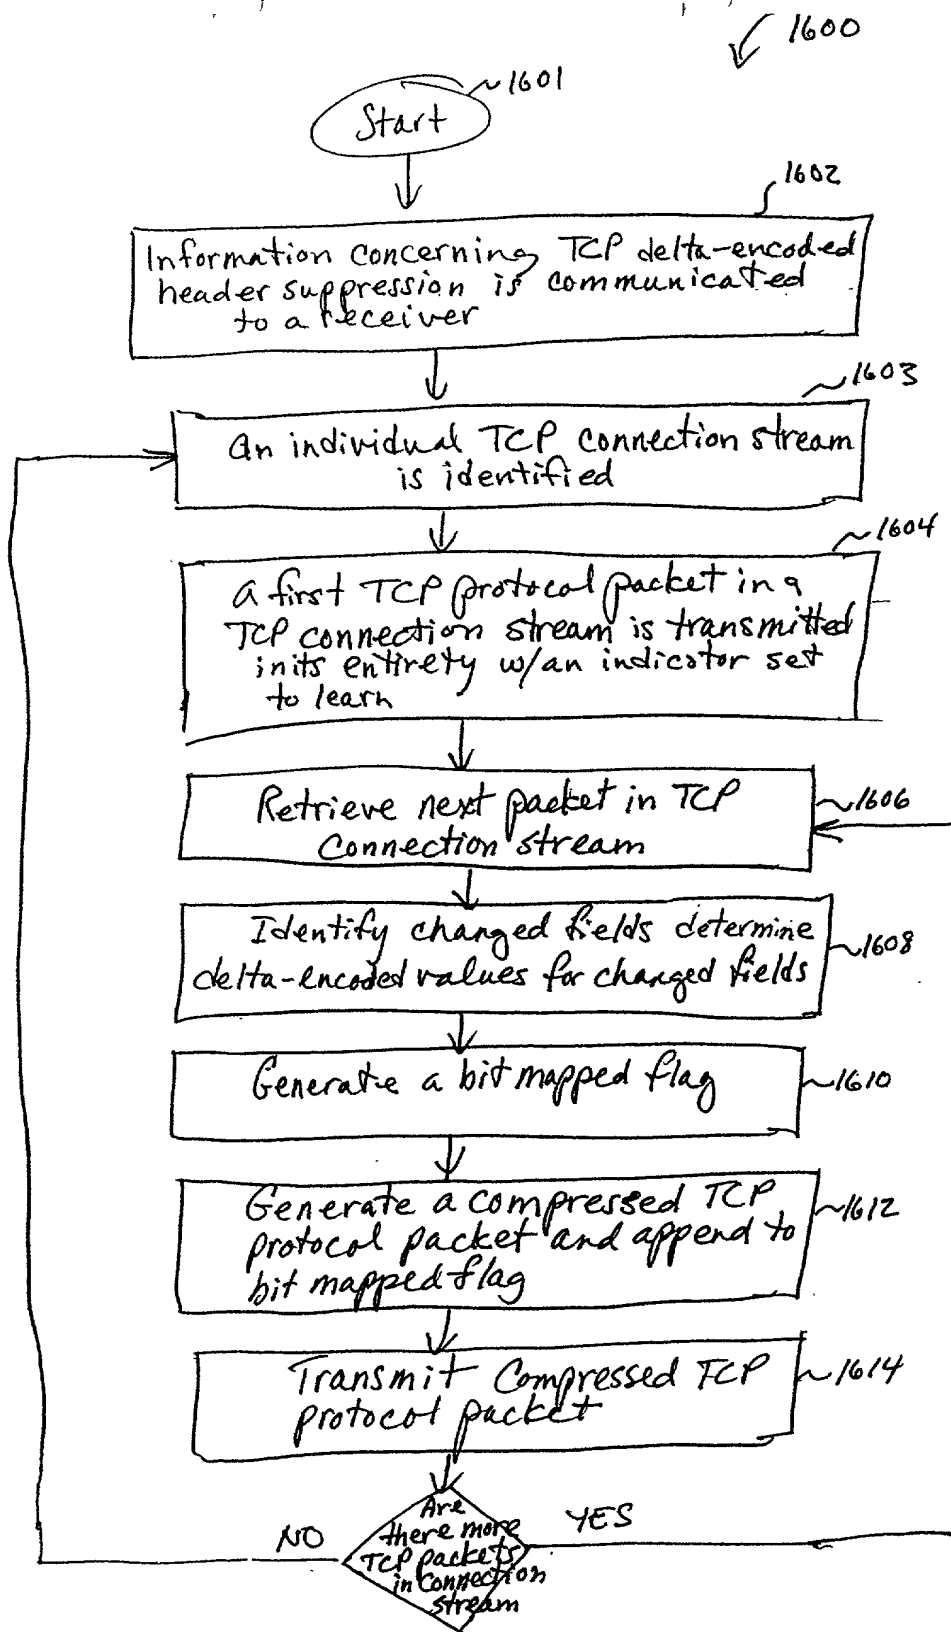 1600
1601
Start
1602
Information concerning TCP delta-encoded
header suppression is communicated
to a receiver
1603
An individual TCP connection stream
is identified
1604
A first TCP protocol packet in a
TCP connection stream is transmitted
in its entirety w/an indicator set
to learn
Retrieve next packet in TCP
Connection stream
1606
Identify changed fields determine
delta-encoded values for changed fields
1608
Generate a bit mapped flag
1610
Generate a compressed TCP
protocol packet and append to
bit mapped flag
1612
Transmit Compressed TCP
protocol packet
1614
Are
there more
TCP packets
in Connection
stream
NO
YES